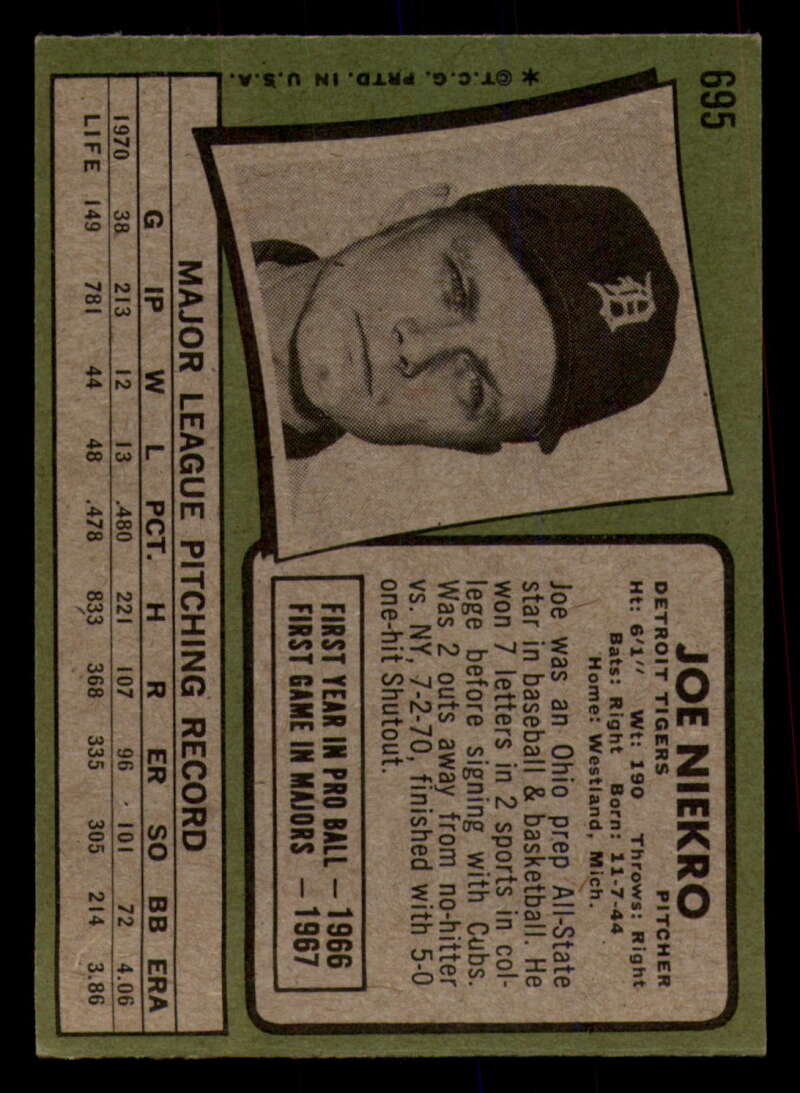 695
* ©T.C.G. PRTD. IN U.S.A.
JOE NIEKRO
DETROIT TIGERS PITCHER
Ht: 6'1" Wt: 190 Throws: Right
Bats: Right Born: 11-7-44
Home: Westland, Mich.
Joe was an Ohio prep All-State
star in baseball & basketball. He
won 7 letters in 2 sports in col-
lege before signing with Cubs.
Was 2 outs away from no-hitter
vs. NY, 7-2-70, finished with 5-0
one-hit Shutout.
FIRST YEAR IN PRO BALL — 1966
FIRST GAME IN MAJORS — 1967
D
MAJOR LEAGUE PITCHING RECORD
G IP W L PCT. H R ER SO BB ERA
1970 38 213 12 13 .480 221 107 96 101 72 4.06
LIFE 149 781 44 48 .478 833 368 335 305 214 3.86